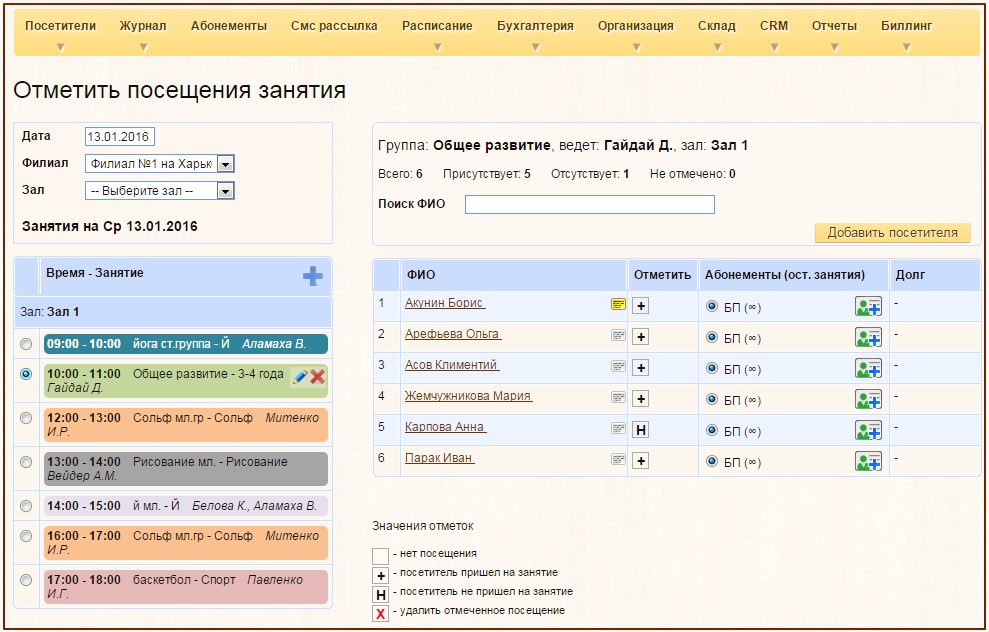 Посетители Журнал Абонементы Смс рассылка Расписание Бухгалтерия Организация Склад CRM Отчеты Биллинг
Отметить посещения занятия
Дата 13.01.2016
Филиал Филиал №1 на Харьк
Зал -- Выберите зал --
Занятия на Ср 13.01.2016
Время - Занятие
Зал: Зал 1
09:00 - 10:00 йога ст.группа - Й Аламаха В.
10:00 - 11:00 Общее развитие - 3-4 года
Гайдай Д.
12:00 - 13:00 Сольф мл.гр - Сольф Митенко
И.Р.
13:00 - 14:00 Рисование мл. - Рисование
Вейдер А.М.
14:00 - 15:00 й мл. - Й Белова К., Аламаха В.
16:00 - 17:00 Сольф мл.гр - Сольф Митенко
И.Р.
17:00 - 18:00 баскетбол - Спорт Павленко
И.Г.
Группа: Общее развитие, ведет: Гайдай Д., зал: Зал 1
Всего: 6 Присутствует: 5 Отсутствует: 1 Не отмечено: 0
Поиск ФИО
Добавить посетителя
ФИО Отметить Абонементы (ост. занятия) Долг
1 Акунин Борис + БП (∞) -
2 Арефьева Ольга + БП (∞) -
3 Асов Климентий + БП (∞) -
4 Жемчужникова Мария + БП (∞) -
5 Карпова Анна Н БП (∞) -
6 Парак Иван + БП (∞) -
Значения отметок
- нет посещения
+ - посетитель пришел на занятие
Н - посетитель не пришел на занятие
X - удалить отмеченное посещение